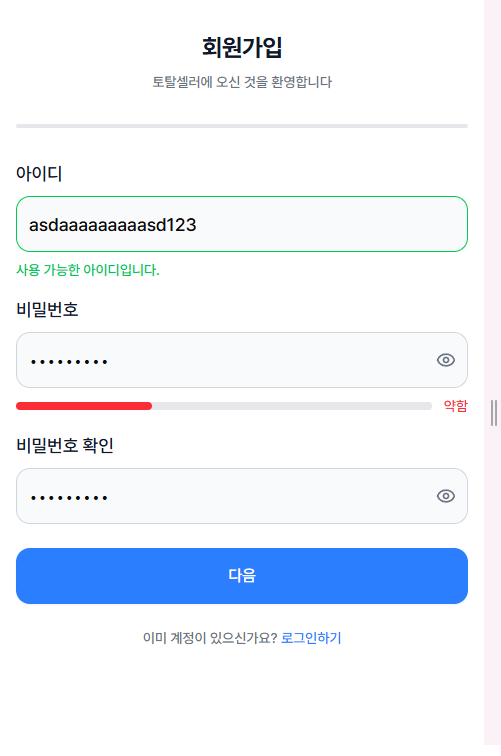 회원가입
토탈셀러에 오신 것을 환영합니다
아이디
asdaaaaaaaaasd123
사용 가능한 아이디입니다.
비밀번호
•••••••••
약함
비밀번호 확인
•••••••••
다음
이미 계정이 있으신가요? 로그인하기